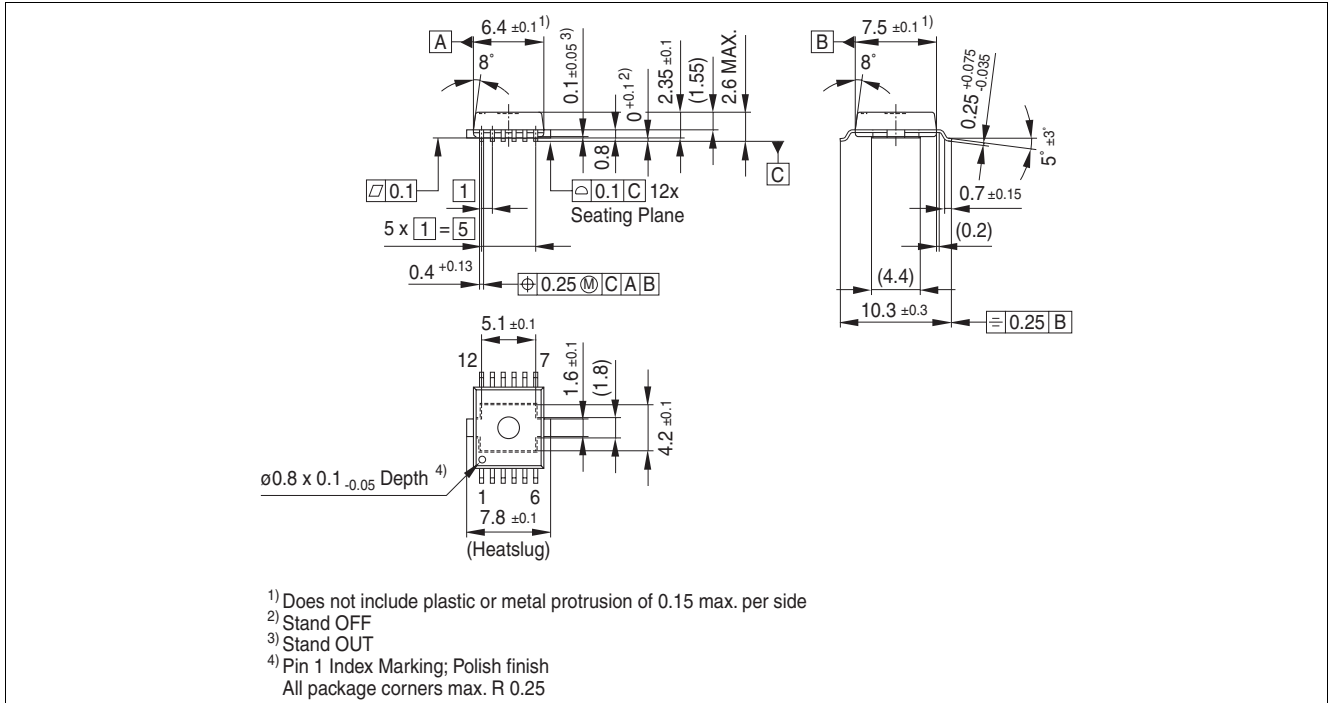 A
6.4 ±0.1 1)
8°
0.1±0.05 3)
0 +0.1 2)
2.35 ±0.1
(1.55)
2.6 MAX.
0.8
C
⏥ 0.1
1
⌓ 0.1 C 12x
Seating Plane
5 x 1 = 5
0.4 +0.13
⌖ 0.25 Ⓜ C A B
B
7.5 ±0.1 1)
8°
0.25 +0.075 -0.035
5° ±3°
0.7 ±0.15
(0.2)
(4.4)
10.3 ±0.3
⌯ 0.25 B
5.1 ±0.1
12
7
1.6 ±0.1
(1.8)
4.2 ±0.1
ø0.8 x 0.1 -0.05 Depth 4)
1
6
7.8 ±0.1
(Heatslug)
1) Does not include plastic or metal protrusion of 0.15 max. per side
2) Stand OFF
3) Stand OUT
4) Pin 1 Index Marking; Polish finish
All package corners max. R 0.25